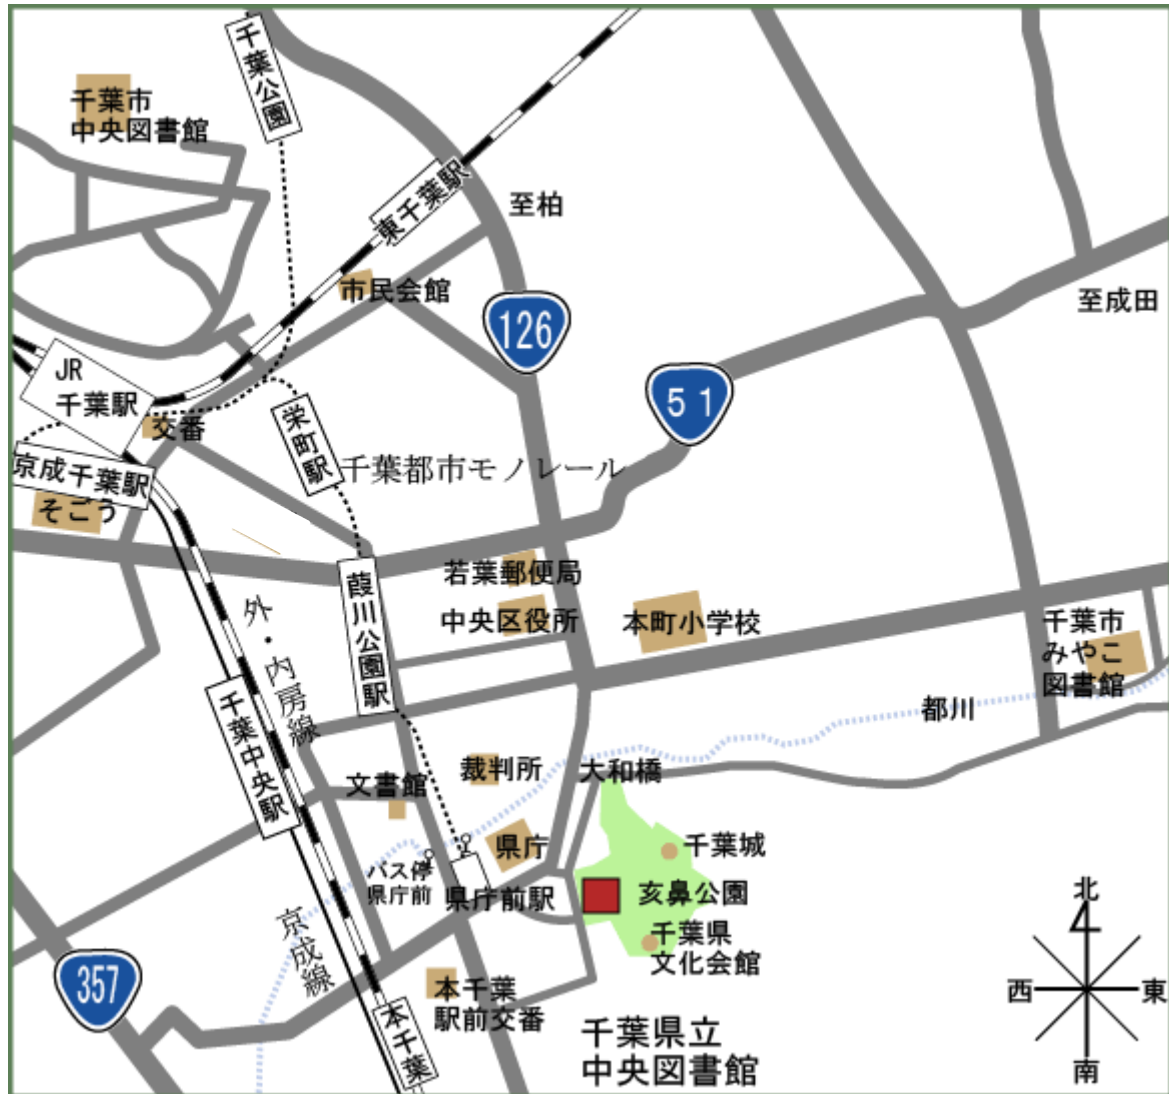 千葉公園
千葉市
中央図書館
東千葉駅
至柏
市民会館
126
至成田
JR
千葉駅
51
交番
栄町駅
千葉都市モノレール
京成千葉駅
そごう
若葉郵便局
葭川公園駅
中央区役所
本町小学校
千葉市
みやこ
図書館
外・内房線
千葉中央駅
都川
裁判所
大和橋
文書館
県庁
千葉城
バス停
県庁前
県庁前駅
亥鼻公園
京成線
千葉県
文化会館
357
本千葉
駅前交番
本千葉
千葉県立
中央図書館
北
西
東
南